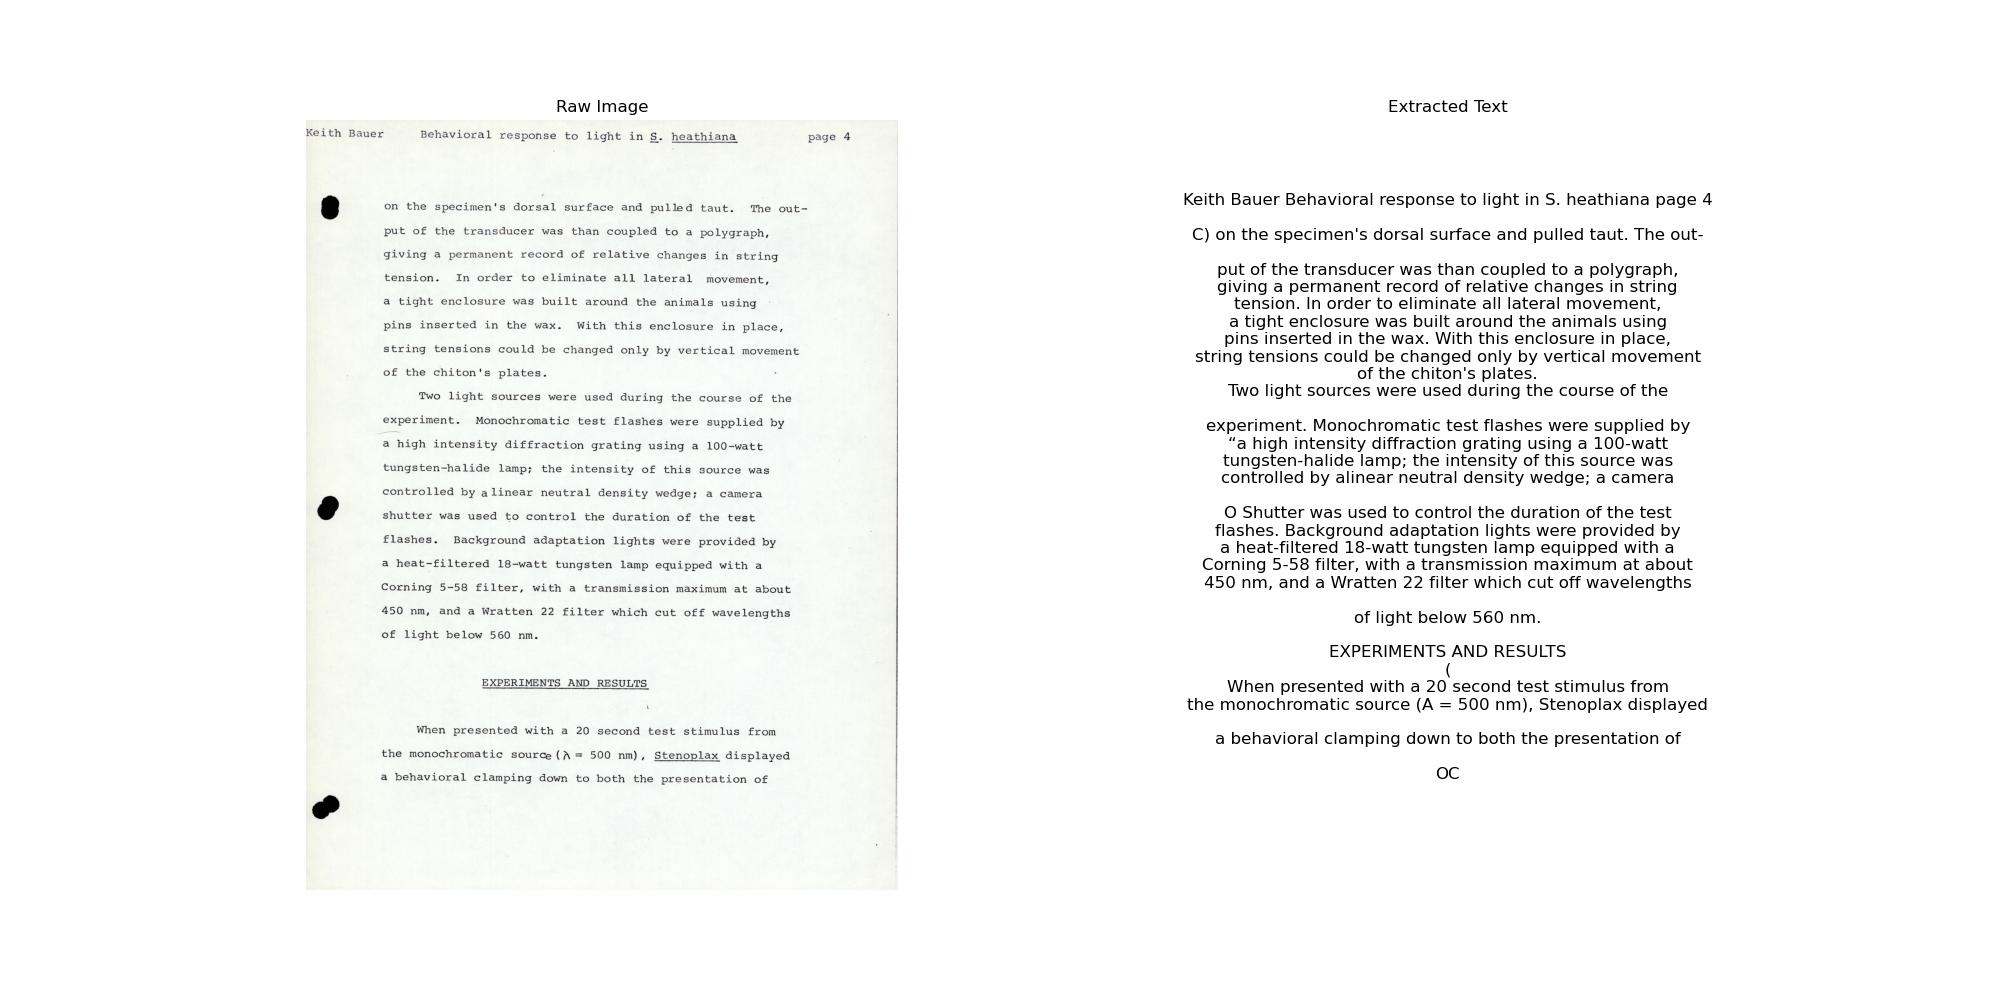 Raw Image
Keith Bauer Behavioral response to light in S. heathiana page 4
on the specimen's dorsal surface and pulled taut. The out-
put of the transducer was than coupled to a polygraph,
giving a permanent record of relative changes in string
tension. In order to eliminate all lateral movement,
a tight enclosure was built around the animals using
pins inserted in the wax. With this enclosure in place,
string tensions could be changed only by vertical movement
of the chiton's plates.
Two light sources were used during the course of the
experiment. Monochromatic test flashes were supplied by
a high intensity diffraction grating using a 100-watt
tungsten-halide lamp; the intensity of this source was
controlled by a linear neutral density wedge; a camera
shutter was used to control the duration of the test
flashes. Background adaptation lights were provided by
a heat-filtered 18-watt tungsten lamp equipped with a
Corning 5-58 filter, with a transmission maximum at about
450 nm, and a Wratten 22 filter which cut off wavelengths
of light below 560 nm.
EXPERIMENTS AND RESULTS
When presented with a 20 second test stimulus from
the monochromatic source (λ = 500 nm), Stenoplax displayed
a behavioral clamping down to both the presentation of
Extracted Text
Keith Bauer Behavioral response to light in S. heathiana page 4
C) on the specimen's dorsal surface and pulled taut. The out-
put of the transducer was than coupled to a polygraph,
giving a permanent record of relative changes in string
tension. In order to eliminate all lateral movement,
a tight enclosure was built around the animals using
pins inserted in the wax. With this enclosure in place,
string tensions could be changed only by vertical movement
of the chiton's plates.
Two light sources were used during the course of the
experiment. Monochromatic test flashes were supplied by
“a high intensity diffraction grating using a 100-watt
tungsten-halide lamp; the intensity of this source was
controlled by alinear neutral density wedge; a camera
O Shutter was used to control the duration of the test
flashes. Background adaptation lights were provided by
a heat-filtered 18-watt tungsten lamp equipped with a
Corning 5-58 filter, with a transmission maximum at about
450 nm, and a Wratten 22 filter which cut off wavelengths
of light below 560 nm.
EXPERIMENTS AND RESULTS
(
When presented with a 20 second test stimulus from
the monochromatic source (A = 500 nm), Stenoplax displayed
a behavioral clamping down to both the presentation of
OC